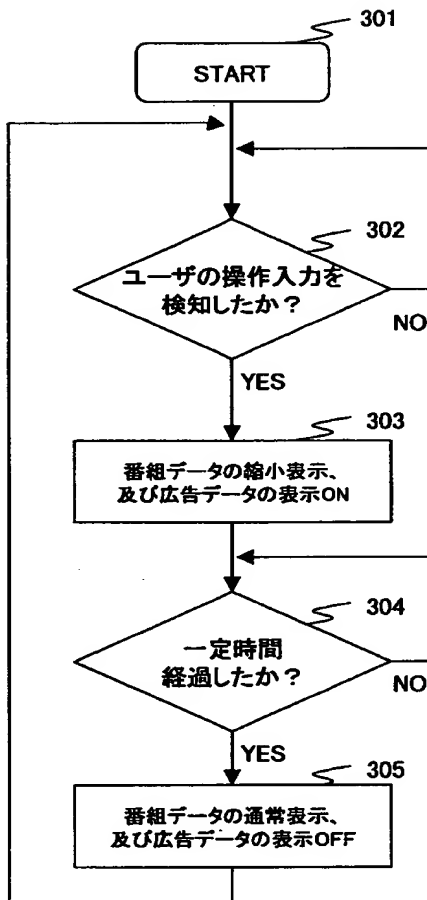 301
START
302
ユーザの操作入力を
検知したか？
NO
YES
303
番組データの縮小表示、
及び広告データの表示ON
304
一定時間
経過したか？
NO
YES
305
番組データの通常表示、
及び広告データの表示OFF